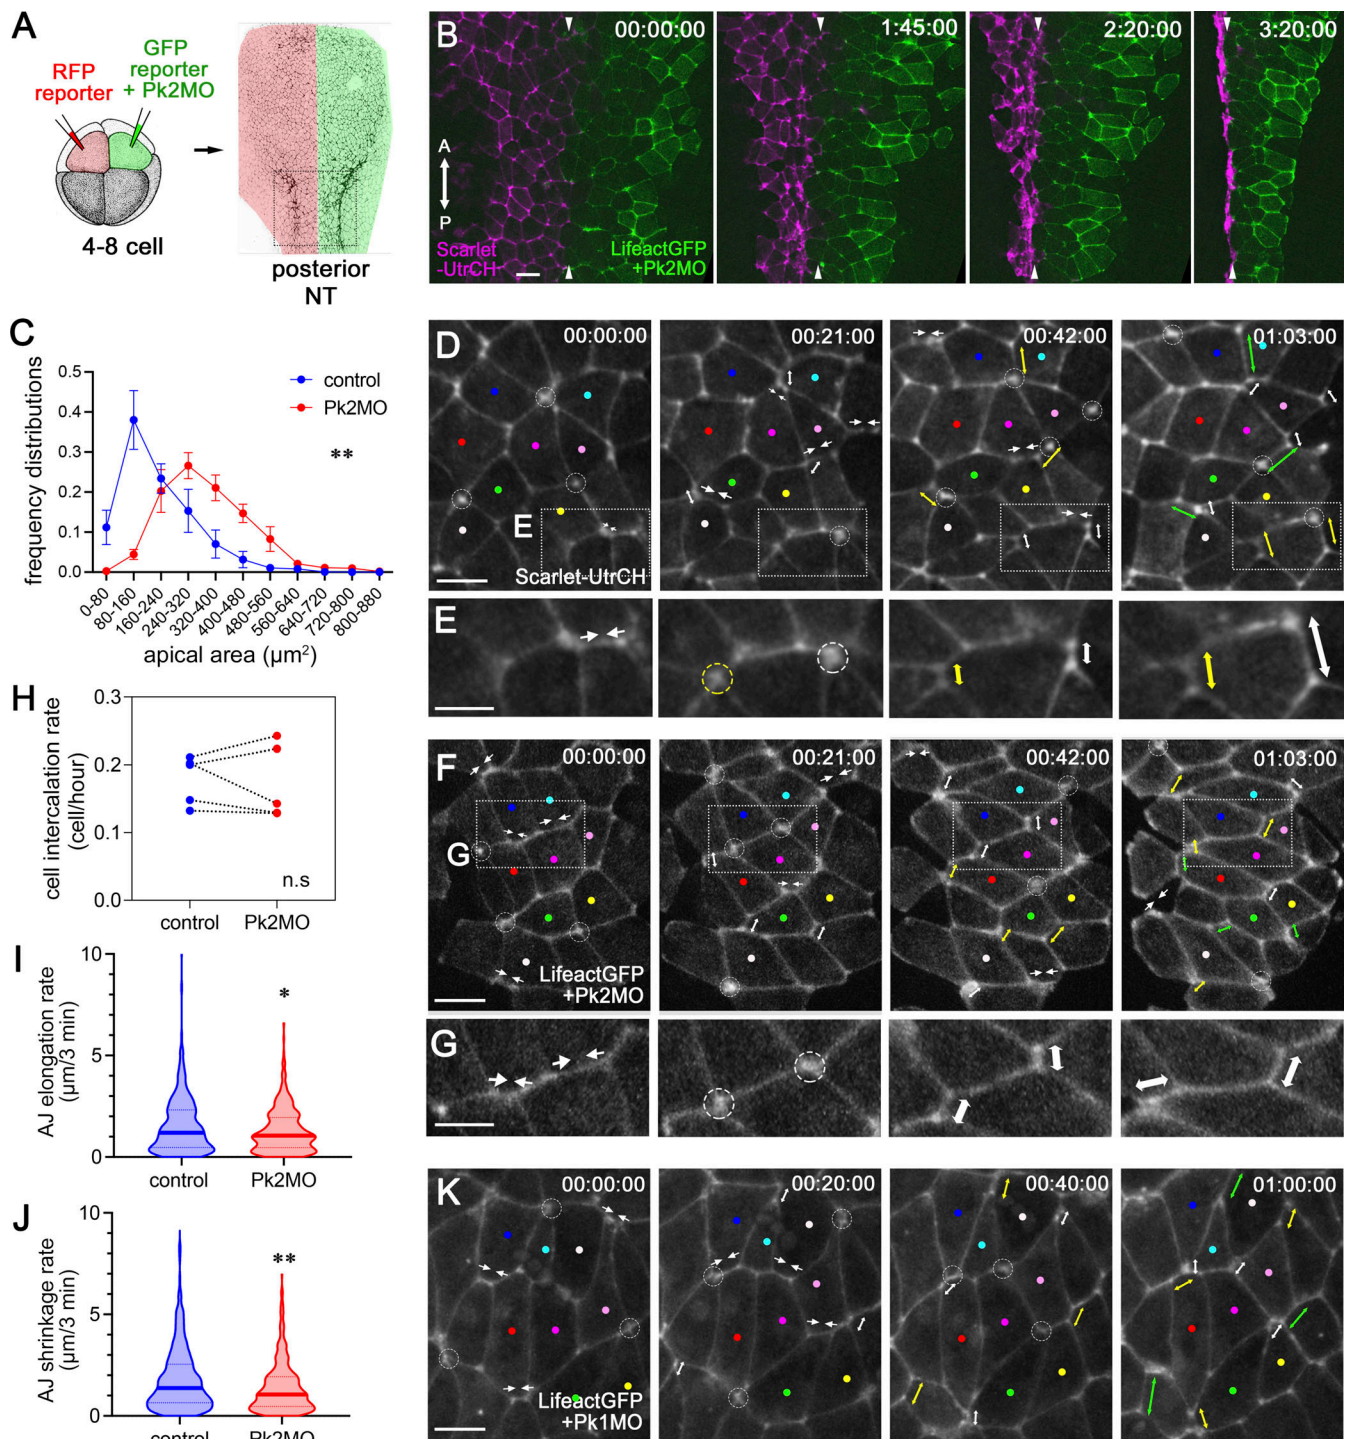 A
RFP
reporter
GFP
reporter
+ Pk2MO
4-8 cell
posterior
NT
B
00:00:00
1:45:00
2:20:00
3:20:00
A
P
Scarlet
-UtrCH
LifeactGFP
+Pk2MO
C
frequency distributions
0.5
0.4
0.3
0.2
0.1
0.0
control
Pk2MO
**
0-80
80-160
160-240
240-320
320-400
400-480
480-560
560-640
640-720
720-800
800-880
apical area (µm²)
D
00:00:00
00:21:00
00:42:00
01:03:00
E
Scarlet-UtrCH
E
F
00:00:00
00:21:00
00:42:00
01:03:00
G
LifeactGFP
+Pk2MO
G
H
cell intercalation rate
(cell/hour)
0.3
0.2
0.1
0.0
n.s
control
Pk2MO
I
AJ elongation rate
(µm/3 min)
10
5
0
*
control
Pk2MO
J
AJ shrinkage rate
(µm/3 min)
10
5
0
**
control
Pk2MO
K
00:00:00
00:20:00
00:40:00
01:00:00
LifeactGFP
+Pk1MO